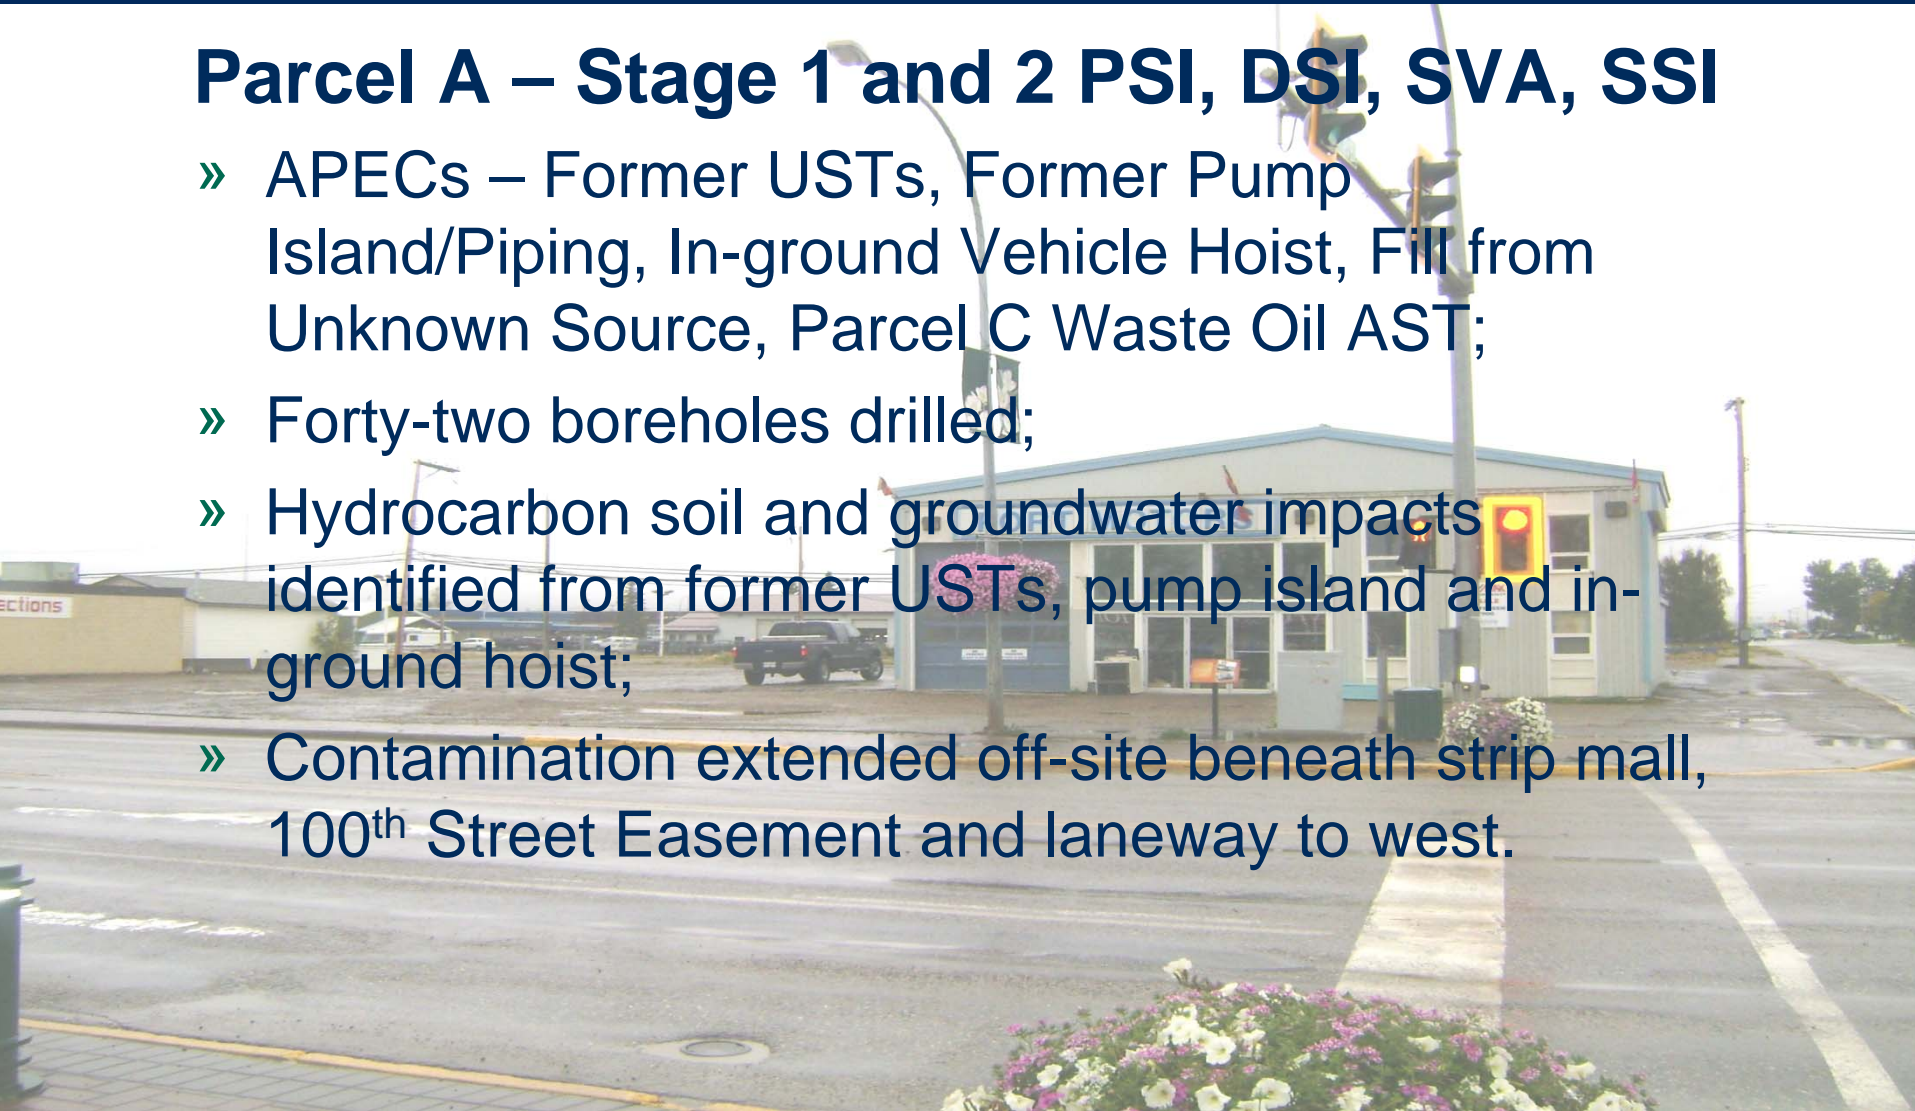 Parcel A – Stage 1 and 2 PSI, DSI, SVA, SSI
» APECs – Former USTs, Former Pump
Island/Piping, In-ground Vehicle Hoist, Fill from
Unknown Source, Parcel C Waste Oil AST;
» Forty-two boreholes drilled;
» Hydrocarbon soil and groundwater impacts
identified from former USTs, pump island and in-
ground hoist;
» Contamination extended off-site beneath strip mall,
100th Street Easement and laneway to west.
ections